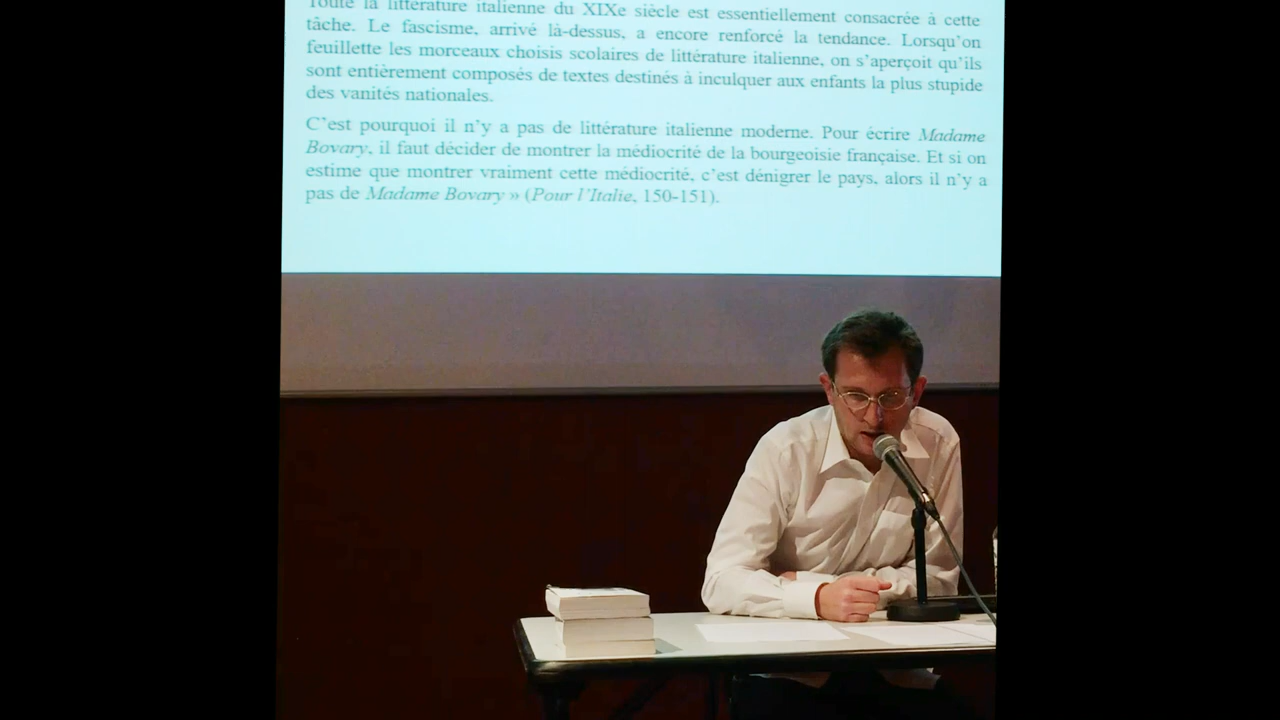 Toute la littérature italienne du XIXe siècle est essentiellement consacrée à cette
tâche. Le fascisme, arrivé là-dessus, a encore renforcé la tendance. Lorsqu'on
feuillette les morceaux choisis scolaires de littérature italienne, on s'aperçoit qu'ils
sont entièrement composés de textes destinés à inculquer aux enfants la plus stupide
des vanités nationales.
C'est pourquoi il n'y a pas de littérature italienne moderne. Pour écrire Madame
Bovary, il faut décider de montrer la médiocrité de la bourgeoisie française. Et si on
estime que montrer vraiment cette médiocrité, c'est dénigrer le pays, alors il n'y a
pas de Madame Bovary » (Pour l'Italie, 150-151).